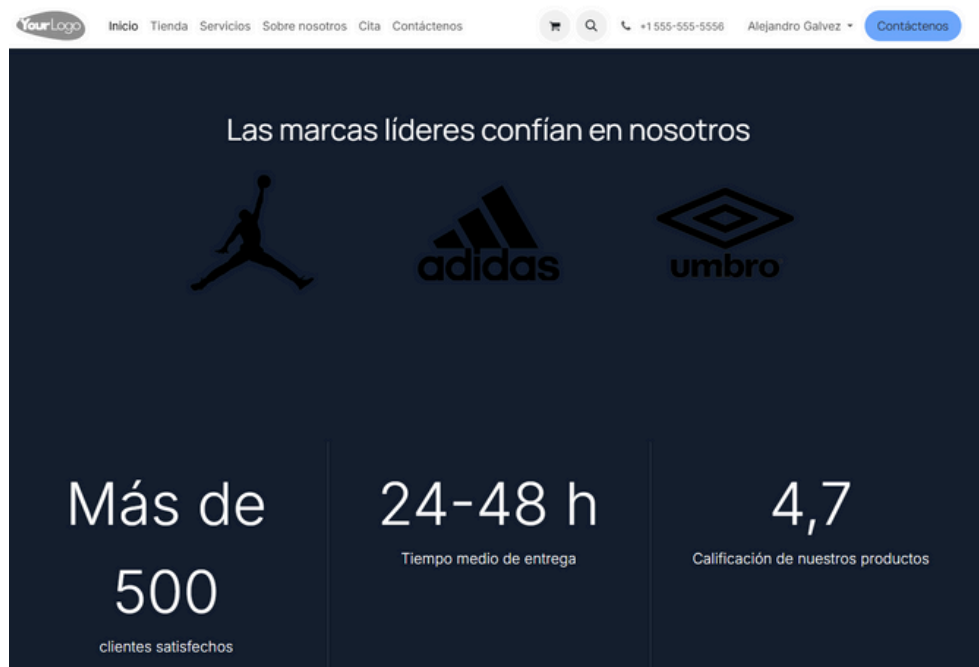 YourLogo Inicio Tienda Servicios Sobre nosotros Cita Contáctenos +1 555-555-5556 Alejandro Galvez Contáctenos
Las marcas líderes confían en nosotros
adidas umbro
Más de
500
clientes satisfechos
24-48 h
Tiempo medio de entrega
4,7
Calificación de nuestros productos